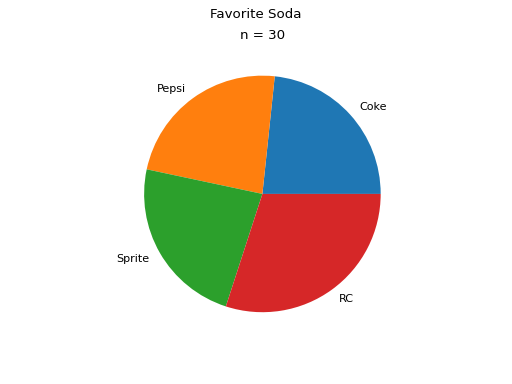 Favorite Soda
n = 30
Pepsi
Coke
Sprite
RC